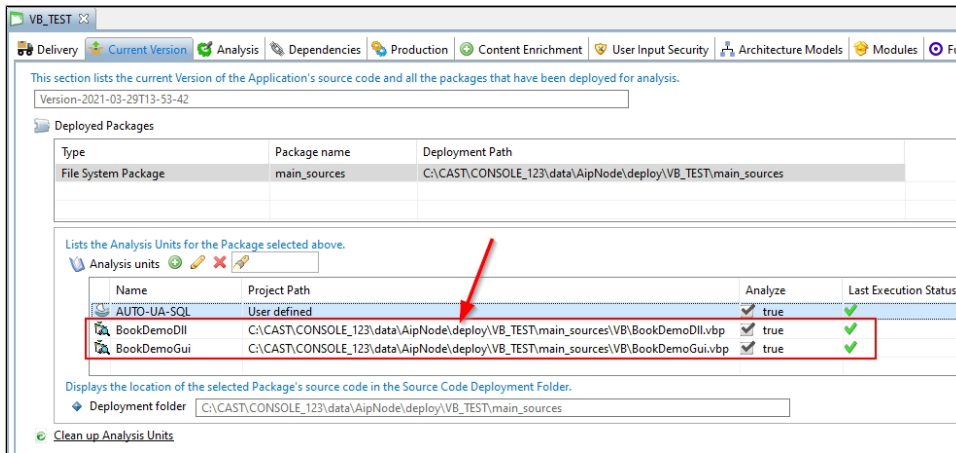 VB_TEST
Delivery Current Version Analysis Dependencies Production Content Enrichment User Input Security Architecture Models Modules Fu
This section lists the current Version of the Application's source code and all the packages that have been deployed for analysis.
Version-2021-03-29T13-53-42
Deployed Packages
Type Package name Deployment Path
File System Package main_sources C:\CAST\CONSOLE_123\data\AipNode\deploy\VB_TEST\main_sources
Lists the Analysis Units for the Package selected above.
Analysis units
Name Project Path Analyze Last Execution Status
AUTO-UA-SQL User defined true
BookDemoDll C:\CAST\CONSOLE_123\data\AipNode\deploy\VB_TEST\main_sources\VB\BookDemoDll.vbp true
BookDemoGui C:\CAST\CONSOLE_123\data\AipNode\deploy\VB_TEST\main_sources\VB\BookDemoGui.vbp true
Displays the location of the selected Package's source code in the Source Code Deployment Folder.
Deployment folder C:\CAST\CONSOLE_123\data\AipNode\deploy\VB_TEST\main_sources
Clean up Analysis Units